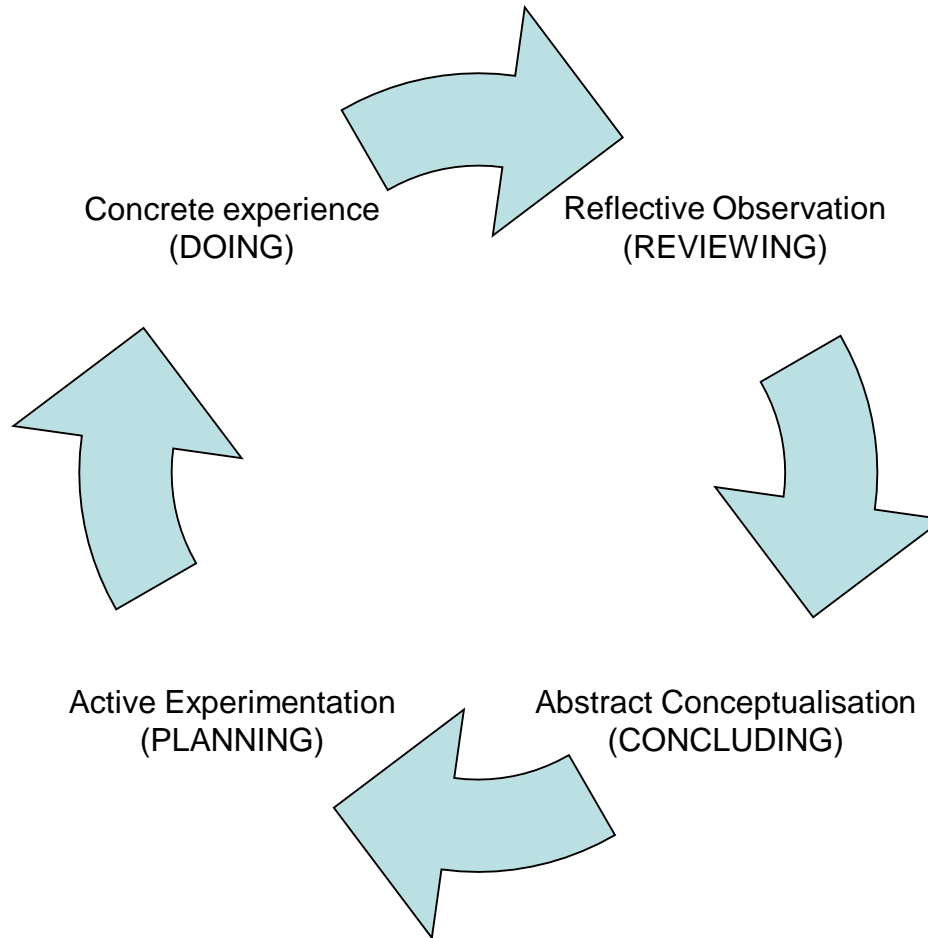 Concrete experience
(DOING)
Reflective Observation
(REVIEWING)
Active Experimentation
(PLANNING)
Abstract Conceptualisation
(CONCLUDING)